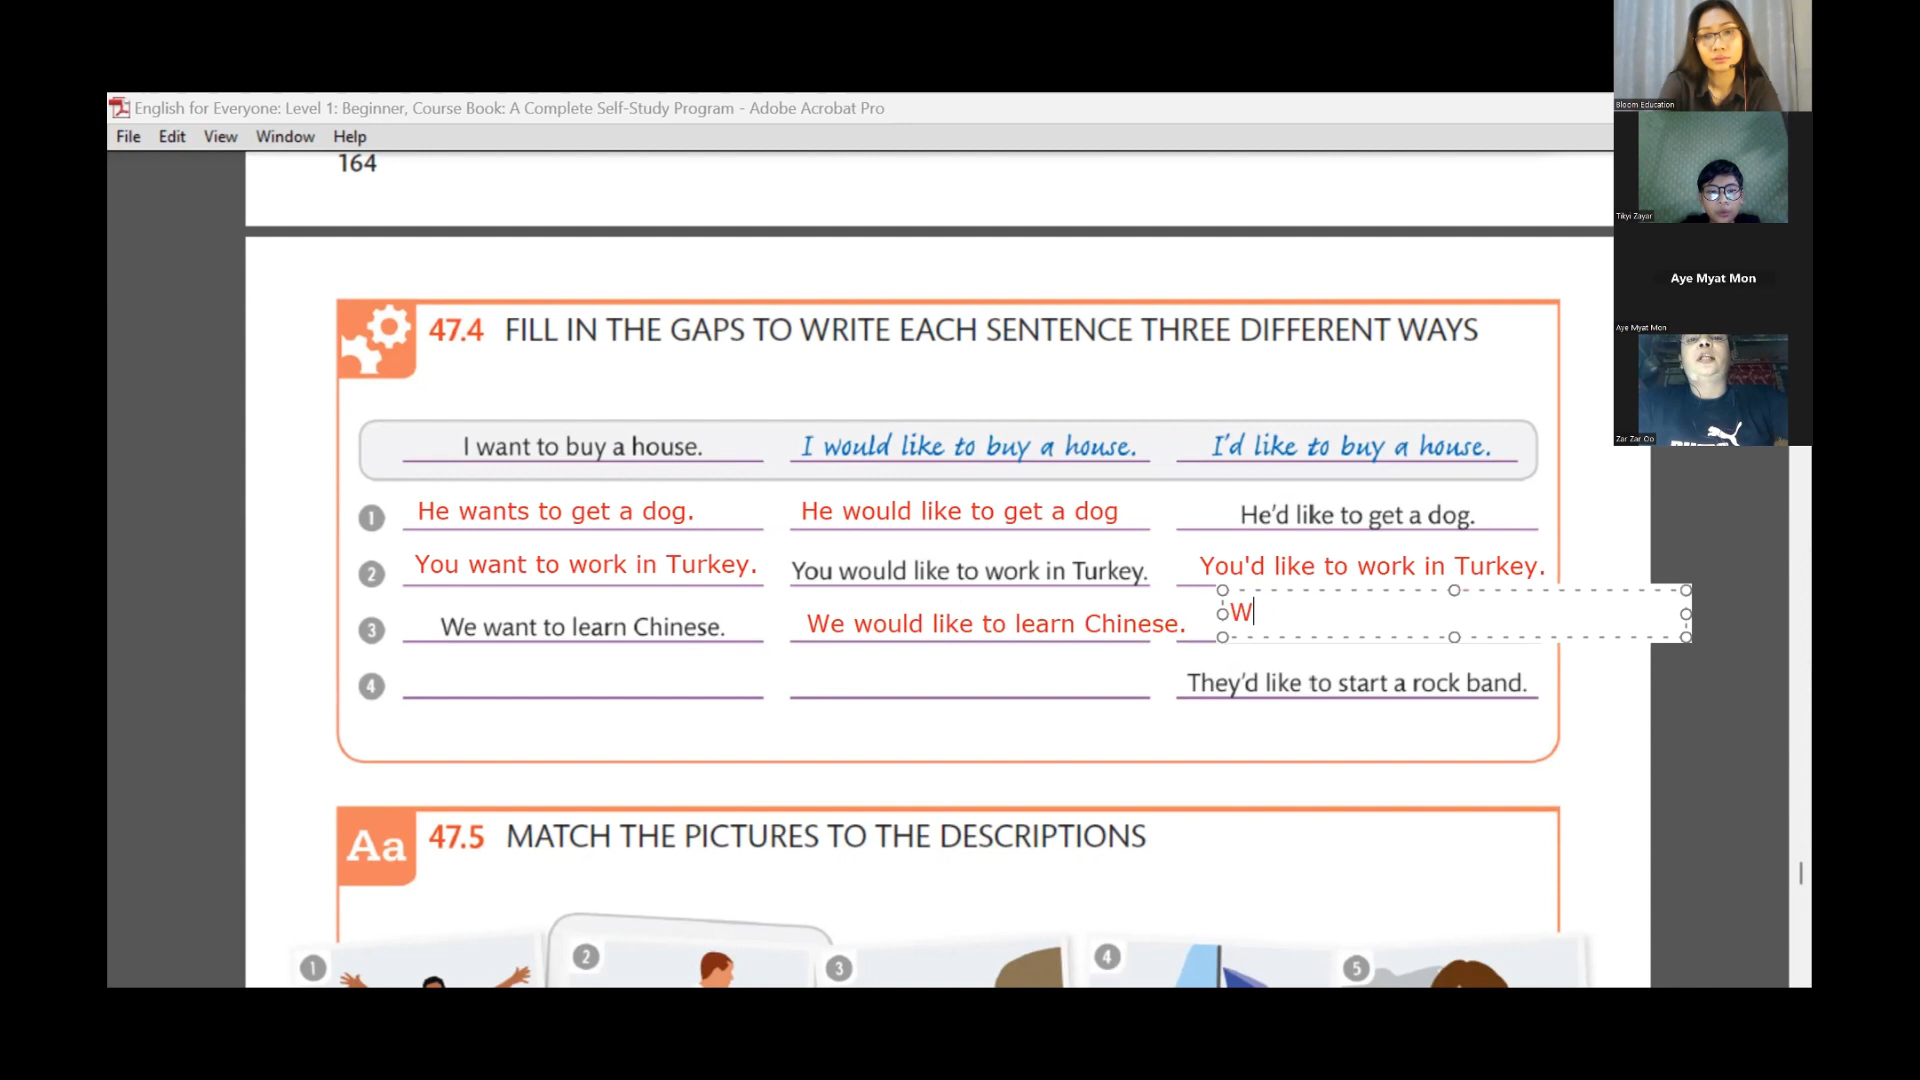 English for Everyone: Level 1: Beginner, Course Book: A Complete Self-Study Program - Adobe Acrobat Pro
File Edit View Window Help
164
47.4 FILL IN THE GAPS TO WRITE EACH SENTENCE THREE DIFFERENT WAYS
I want to buy a house. I would like to buy a house. I'd like to buy a house.
1 He wants to get a dog. He would like to get a dog He'd like to get a dog.
2 You want to work in Turkey. You would like to work in Turkey. You'd like to work in Turkey.
3 We want to learn Chinese. We would like to learn Chinese. W
4 They'd like to start a rock band.
Aa 47.5 MATCH THE PICTURES TO THE DESCRIPTIONS
1 2 3 4 5
Bloom Education
Tikyi Zayar
Aye Myat Mon
Aye Myat Mon
Zar Zar Oo